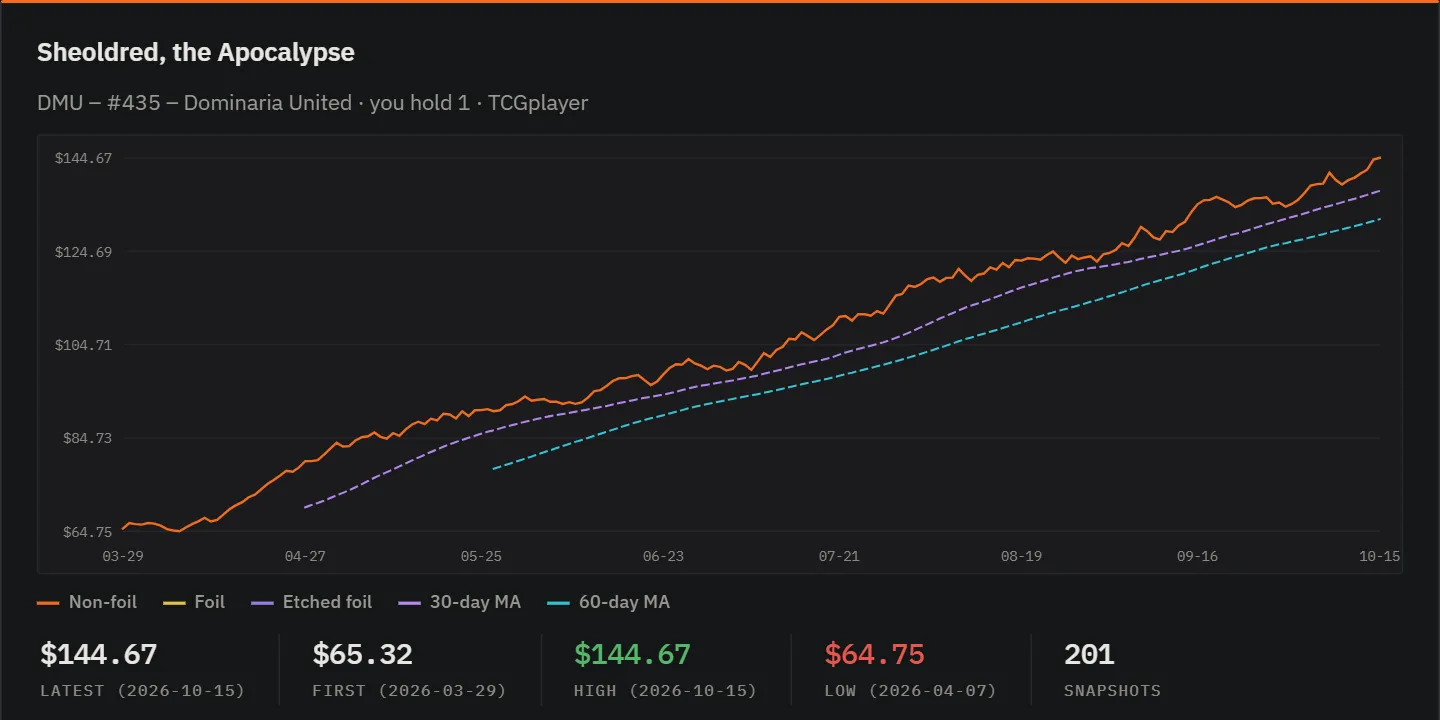 Sheoldred, the Apocalypse
DMU – #435 – Dominaria United · you hold 1 · TCGplayer
$144.67
$124.69
$104.71
$84.73
$64.75
03-29 04-27 05-25 06-23 07-21 08-19 09-16 10-15
Non-foil Foil Etched foil 30-day MA 60-day MA
$144.67 $65.32 $144.67 $64.75 201
LATEST (2026-10-15) FIRST (2026-03-29) HIGH (2026-10-15) LOW (2026-04-07) SNAPSHOTS